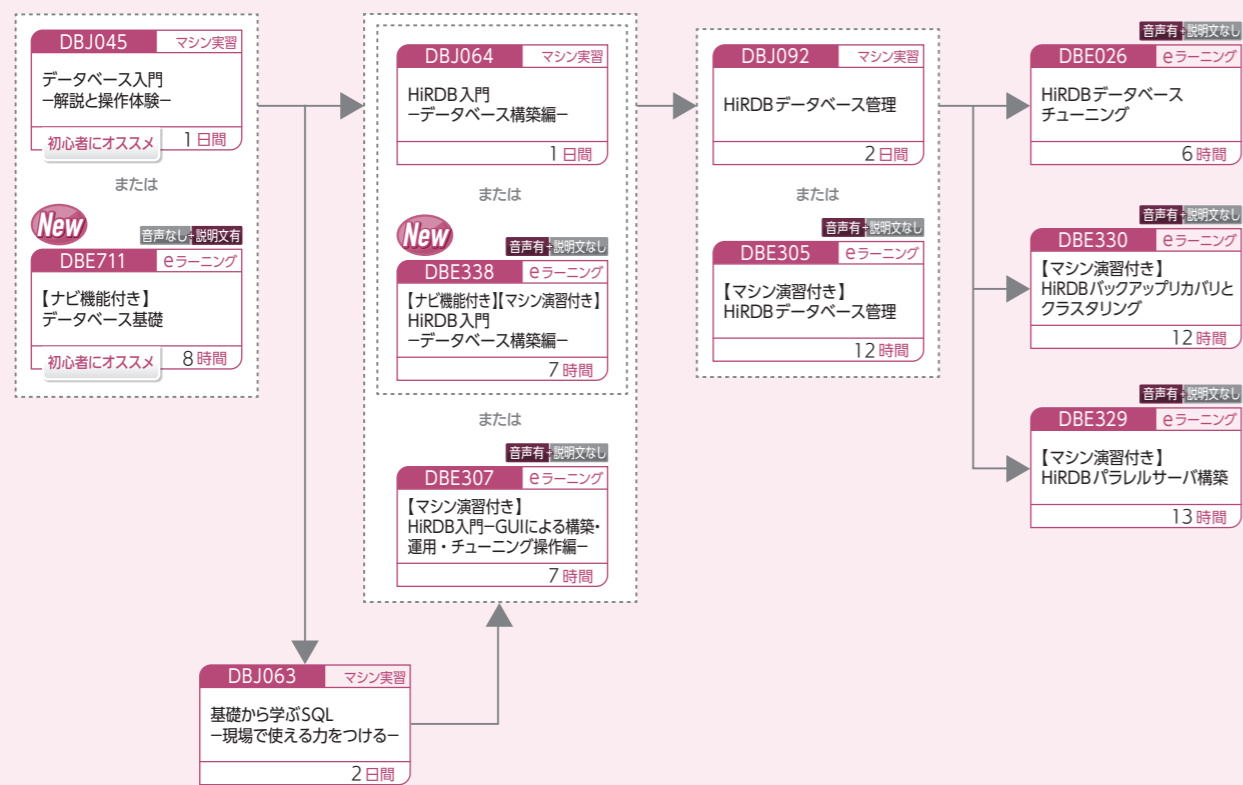 DBJ045 マシン実習
データベース入門
−解説と操作体験−
初心者にオススメ 1日間
または
New
音声なし+説明文有
DBE711 eラーニング
【ナビ機能付き】
データベース基礎
初心者にオススメ 8時間
DBJ064 マシン実習
HiRDB入門
−データベース構築編−
1日間
または
New
音声有+説明文なし
DBE338 eラーニング
【ナビ機能付き】【マシン演習付き】
HiRDB入門
−データベース構築編−
7時間
または
音声有+説明文なし
DBE307 eラーニング
【マシン演習付き】
HiRDB入門−GUIによる構築・
運用・チューニング操作編−
7時間
DBJ063 マシン実習
基礎から学ぶSQL
−現場で使える力をつける−
2日間
DBJ092 マシン実習
HiRDBデータベース管理
2日間
または
音声有+説明文なし
DBE305 eラーニング
【マシン演習付き】
HiRDBデータベース管理
12時間
音声有+説明文なし
DBE026 eラーニング
HiRDBデータベース
チューニング
6時間
音声有+説明文なし
DBE330 eラーニング
【マシン演習付き】
HiRDBバックアップリカバリと
クラスタリング
12時間
音声有+説明文なし
DBE329 eラーニング
【マシン演習付き】
HiRDBパラレルサーバ構築
13時間